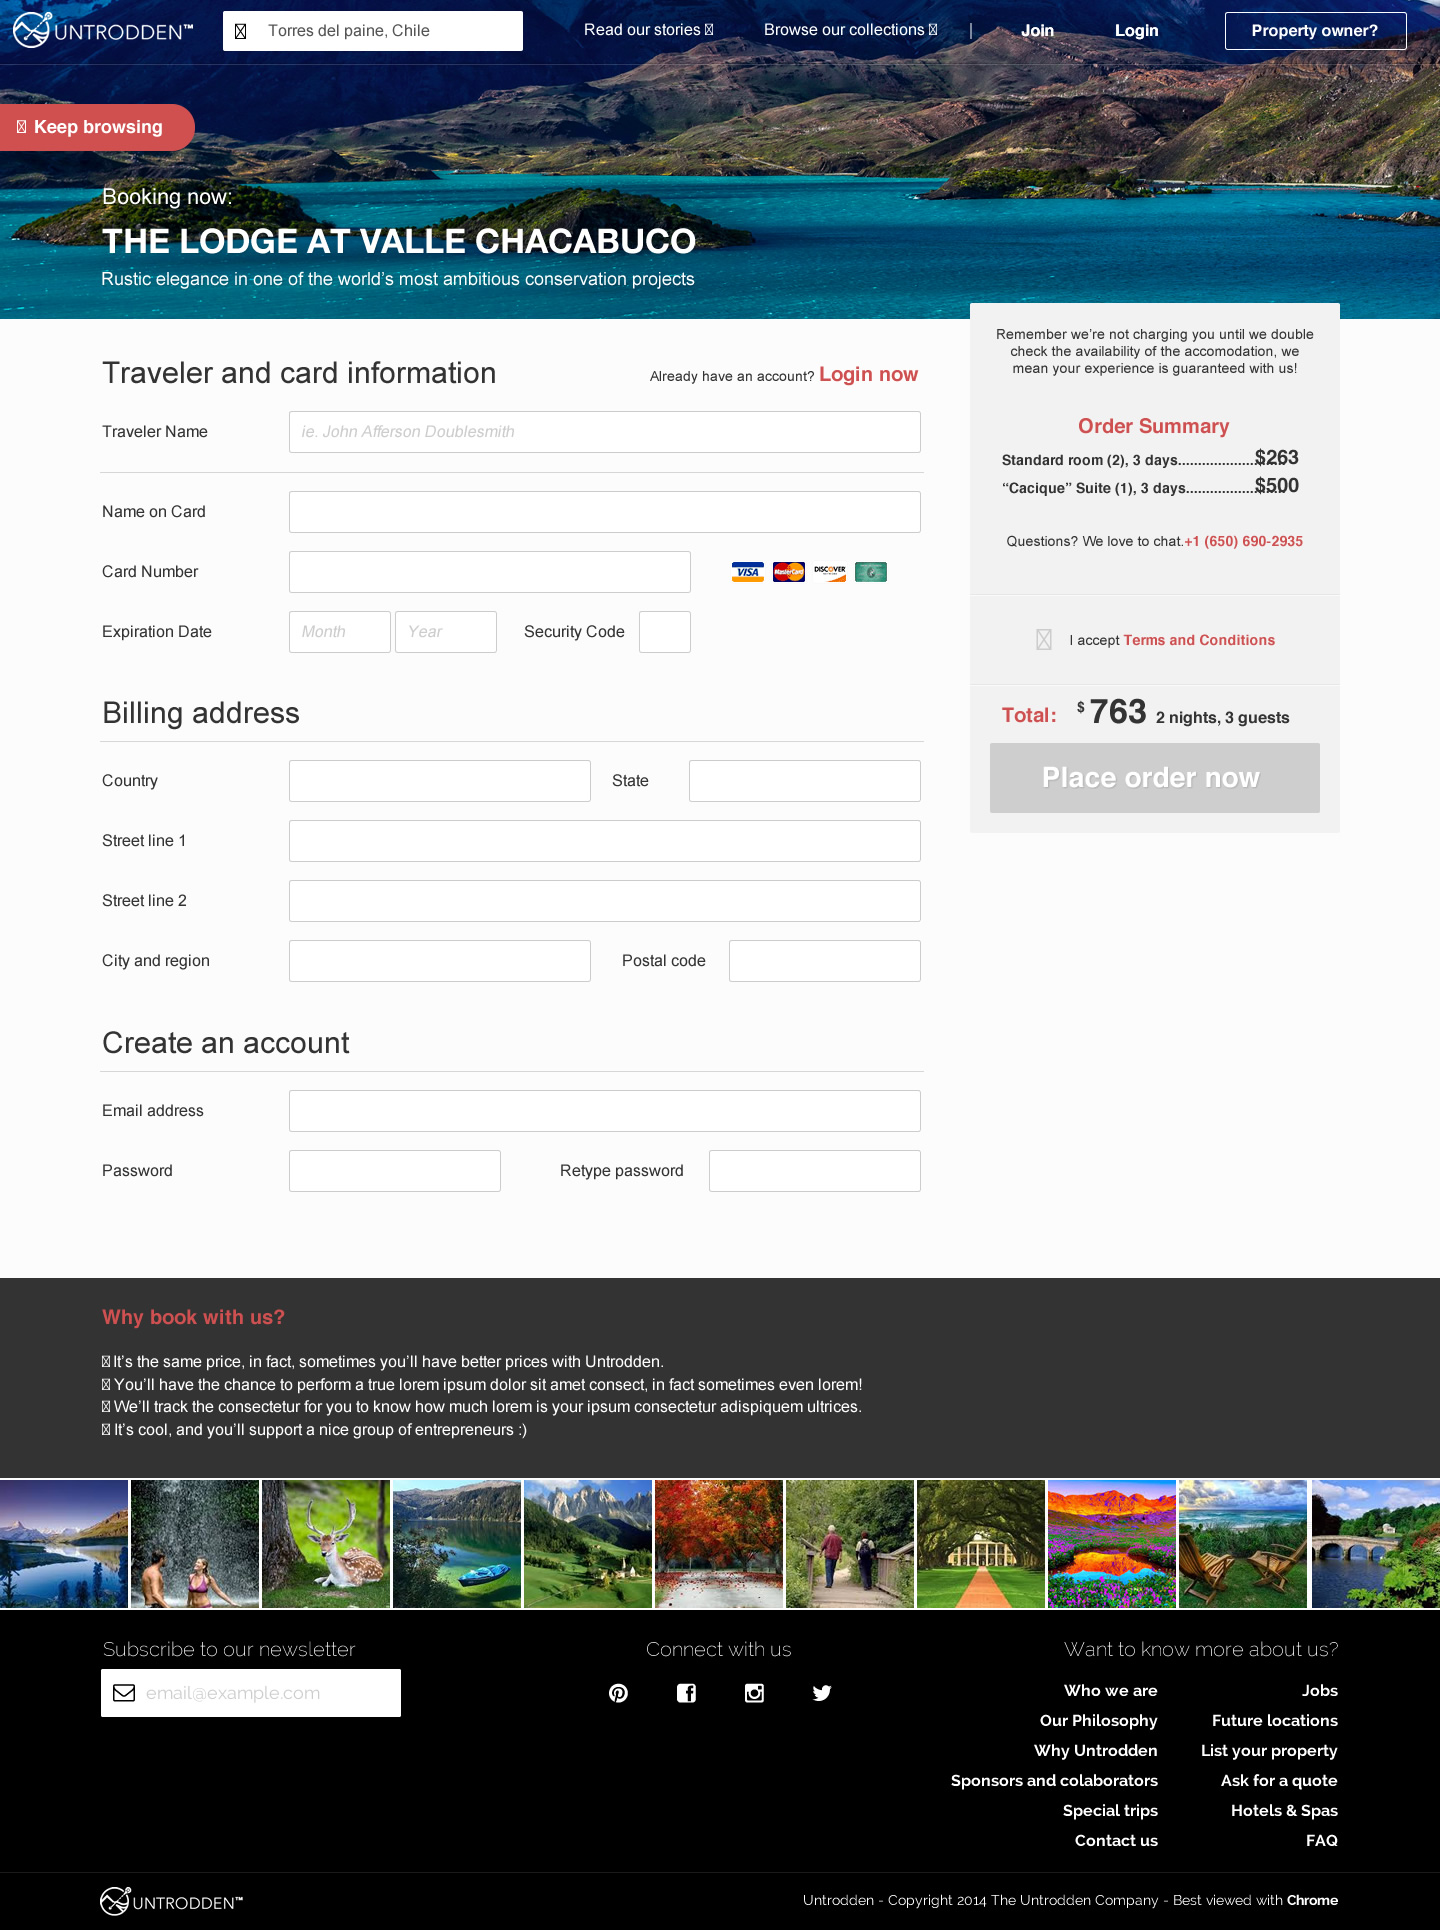 UNTRODDEN™
Torres del paine, Chile
Read our stories
Browse our collections
|
Join
Login
Property owner?
Keep browsing
Booking now:
THE LODGE AT VALLE CHACABUCO
Rustic elegance in one of the world's most ambitious conservation projects
Traveler and card information
Already have an account? Login now
Traveler Name
ie. John Afferson Doublesmith
Name on Card
Card Number
VISA
MasterCard
DISCOVER
Expiration Date
Month
Year
Security Code
Billing address
Country
State
Street line 1
Street line 2
City and region
Postal code
Create an account
Email address
Password
Retype password
Remember we're not charging you until we double
check the availability of the accomodation, we
mean your experience is guaranteed with us!
Order Summary
Standard room (2), 3 days........................... $263
“Cacique” Suite (1), 3 days......................... $500
Questions? We love to chat.+1 (650) 690-2935
I accept Terms and Conditions
Total: $ 763 2 nights, 3 guests
Place order now
Why book with us?
It's the same price, in fact, sometimes you'll have better prices with Untrodden.
You'll have the chance to perform a true lorem ipsum dolor sit amet consect, in fact sometimes even lorem!
We'll track the consectetur for you to know how much lorem is your ipsum consectetur adispiquem ultrices.
It's cool, and you'll support a nice group of entrepreneurs :)
Subscribe to our newsletter
email@example.com
Connect with us
Want to know more about us?
Who we are
Our Philosophy
Why Untrodden
Sponsors and colaborators
Special trips
Contact us
Jobs
Future locations
List your property
Ask for a quote
Hotels & Spas
FAQ
UNTRODDEN™
Untrodden - Copyright 2014 The Untrodden Company - Best viewed with Chrome